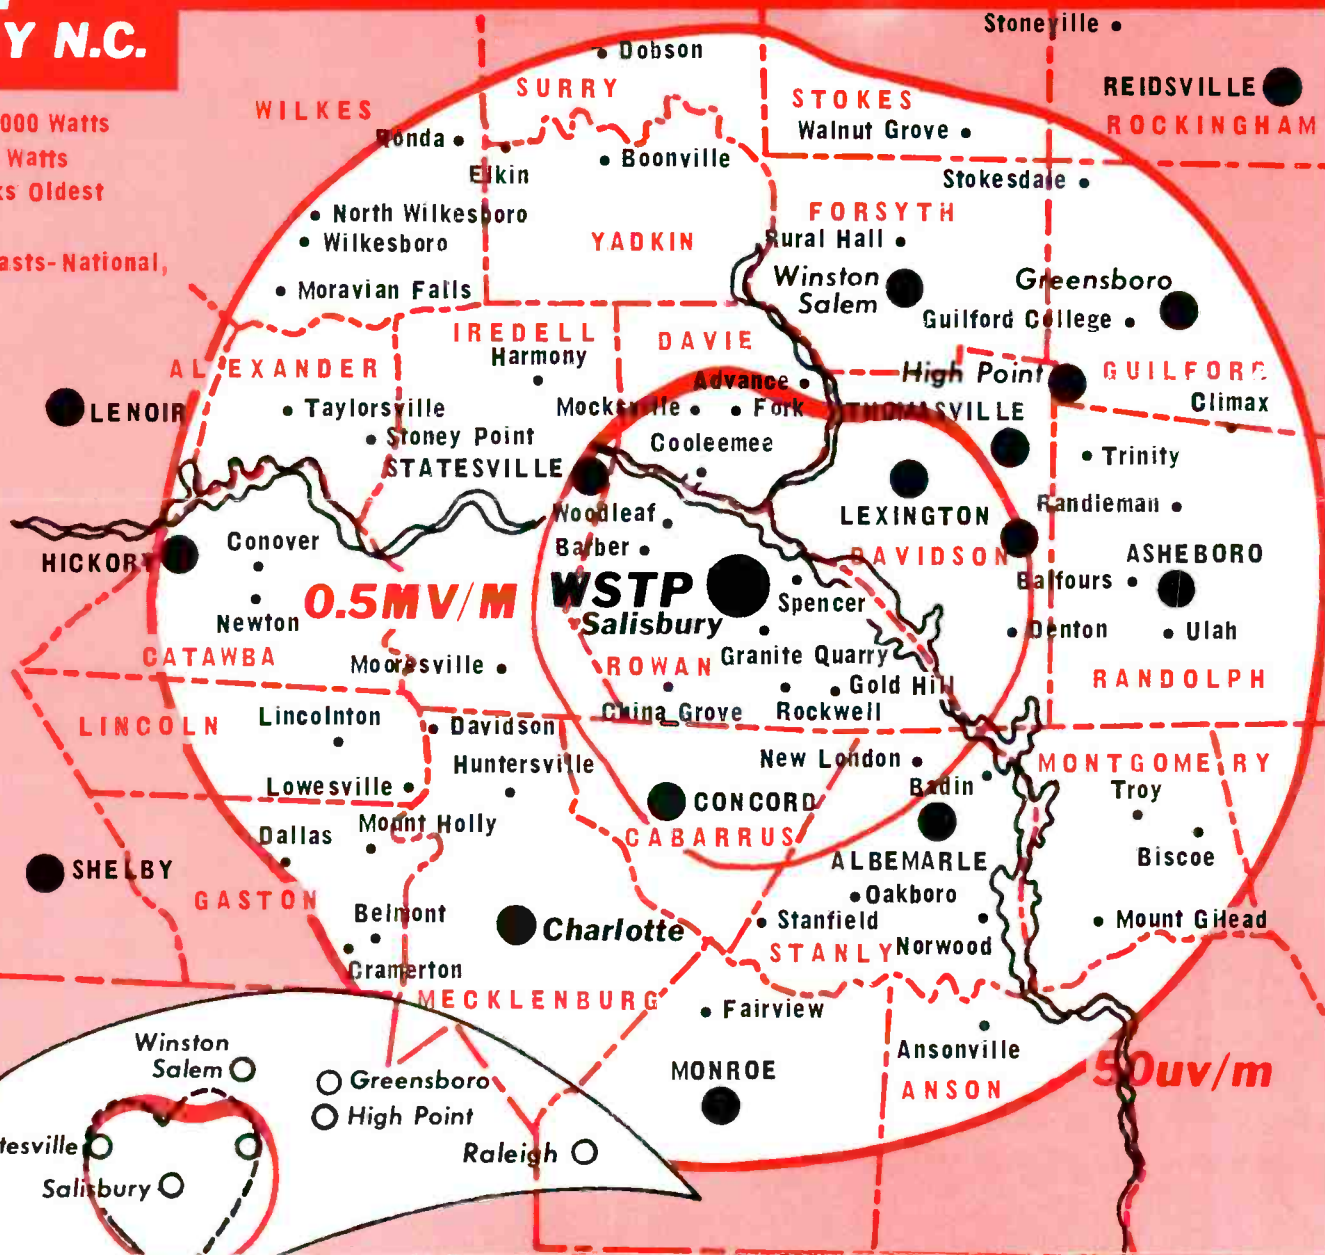 Y N.C.
000 Watts
Watts
ks Oldest
asts-National,
Stoneville
Dobson
REIDSVILLE
ROCKINGHAM
WILKES
SURRY
STOKES
Walnut Grove
Ronda
Elkin
Boonville
Stokesdale
North Wilkesboro
Wilkesboro
YADKIN
FORSYTH
Rural Hall
Winston
Salem
Greensboro
Moravian Falls
Guilford College
IREDELL
Harmony
DAVIE
ALEXANDER
Advance
High Point
GUILFORD
Climax
LENOIR
Taylorsville
Mocksville
Fork
THOMASVILLE
Stoney Point
Cooleemee
Trinity
STATESVILLE
Randleman
Woodleaf
LEXINGTON
Conover
Barber
DAVIDSON
ASHEBORO
HICKORY
Balfours
0.5MV/M
WSTP
Salisbury
Spencer
Newton
Denton
Ulah
CATAWBA
Mooresville
ROWAN
Granite Quarry
Gold Hill
RANDOLPH
LINCOLN
Lincolnton
Davidson
China Grove
Rockwell
Huntersville
New London
MONTGOMERY
Lowesville
CONCORD
Badin
Troy
Dallas
Mount Holly
CABARRUS
ALBEMARLE
Biscoe
SHELBY
GASTON
Belmont
Oakboro
Charlotte
Stanfield
Mount Gilead
STANLY
Norwood
Cramerton
MECKLENBURG
Fairview
Ansonville
MONROE
50uv/m
ANSON
Winston
Salem
Greensboro
High Point
tesville
Raleigh
Salisbury